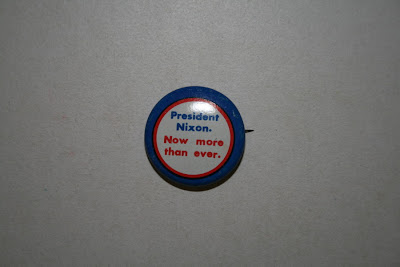 President
Nixon.
Now more
than ever.